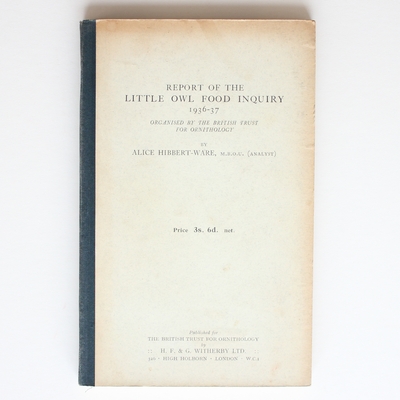 REPORT OF THE
LITTLE OWL FOOD INQUIRY
1936-37
ORGANISED BY THE BRITISH TRUST
FOR ORNITHOLOGY
BY
ALICE HIBBERT-WARE, M.B.O.U. (ANALYST)
Price 3s. 6d. net.
Published for
THE BRITISH TRUST FOR ORNITHOLOGY
by
:: H. F. & G. WITHERBY LTD. ::
326 · HIGH HOLBORN · LONDON · W.C.1